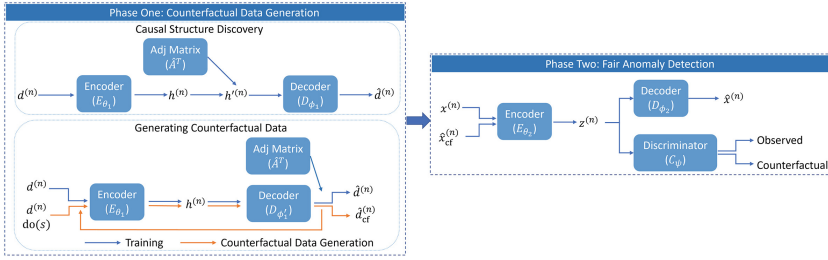 Phase One: Counterfactual Data Generation
Causal Structure Discovery
Adj Matrix
(Â^T)
d^(n)
Encoder
(E_θ1)
h^(n)
h′^(n)
Decoder
(D_ϕ1)
d̂^(n)
Generating Counterfactual Data
Adj Matrix
(Â^T)
d^(n)
d^(n)
do(s)
Encoder
(E_θ1)
h^(n)
Decoder
(D_ϕ′1)
d̂^(n)
d̂_cf^(n)
Training
Counterfactual Data Generation
Phase Two: Fair Anomaly Detection
x^(n)
x̂_cf^(n)
Encoder
(E_θ2)
z^(n)
Decoder
(D_ϕ2)
x̂^(n)
Discriminator
(C_ψ)
Observed
Counterfactual